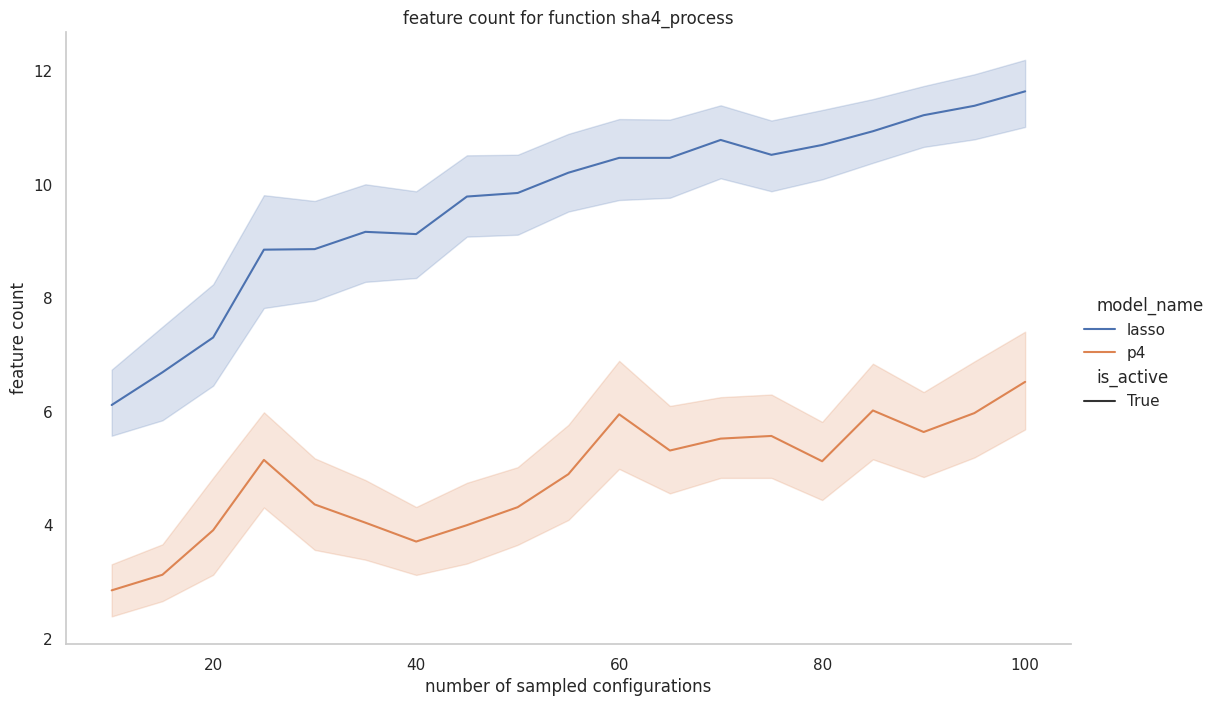 feature count for function sha4_process
12
10
8
6
4
2
feature count
20
40
60
80
100
number of sampled configurations
model_name
lasso
p4
is_active
True